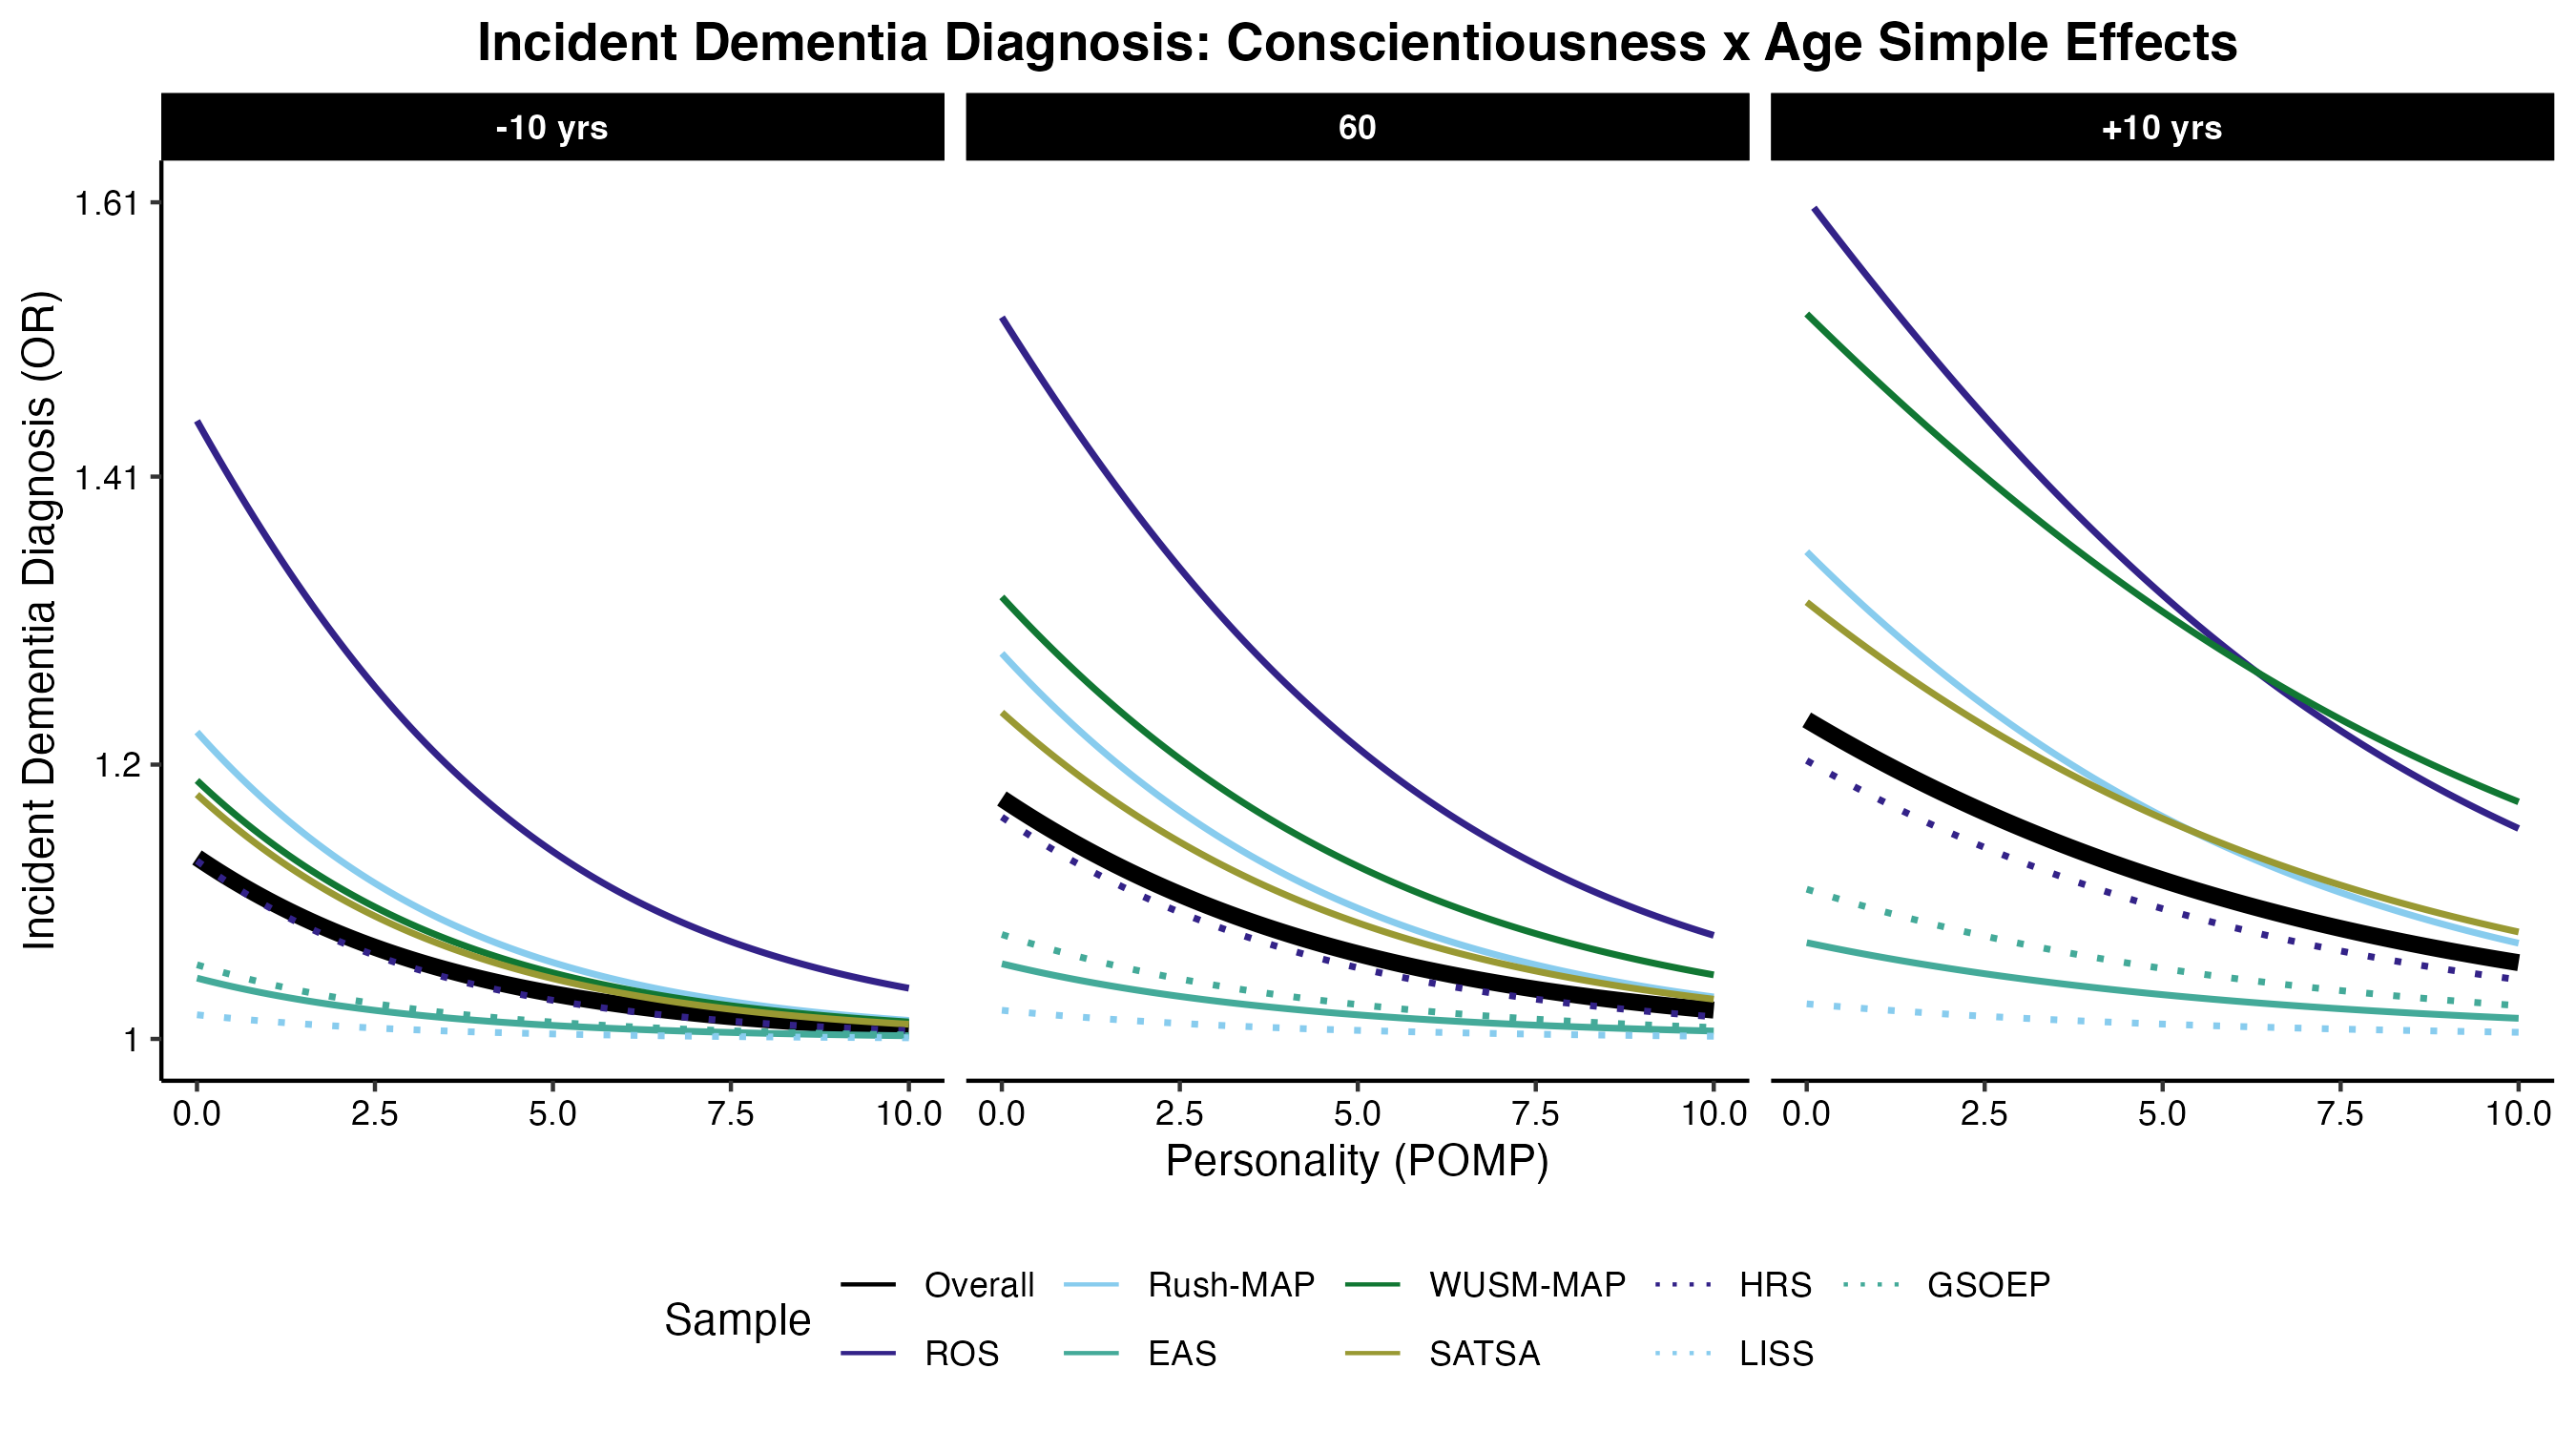 Incident Dementia Diagnosis: Conscientiousness x Age Simple Effects
-10 yrs
60
+10 yrs
Incident Dementia Diagnosis (OR)
1.61
1.41
1.2
1
0.0 2.5 5.0 7.5 10.0
0.0 2.5 5.0 7.5 10.0
0.0 2.5 5.0 7.5 10.0
Personality (POMP)
Sample
Overall Rush-MAP WUSM-MAP HRS GSOEP
ROS EAS SATSA LISS